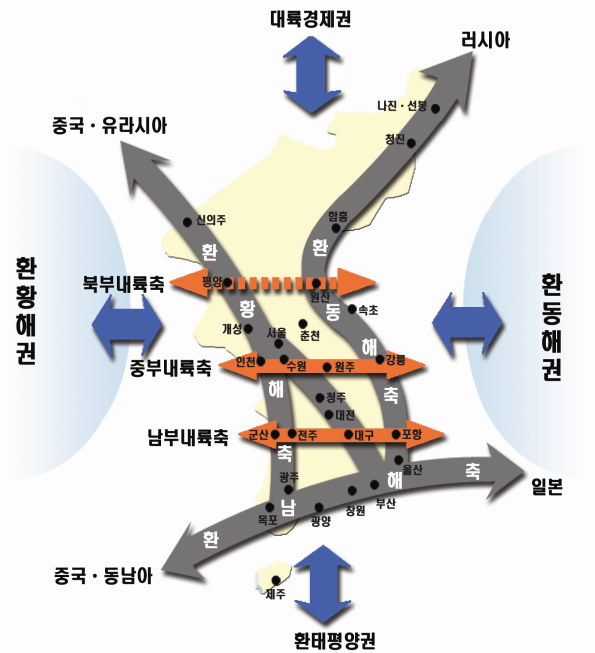 대륙경제권
러시아
나진·선봉
중국·유라시아
청진
신의주
함흥
환
환
환황해권
환동해권
북부내륙축
평양
원산
황
동
속초
개성
서울
춘천
해
중부내륙축
인천
수원
원주
강릉
해
청주
축
대전
남부내륙축
군산
전주
대구
포항
축
울산
광주
해
축
일본
남
목포
광양
창원
부산
환
중국·동남아
제주
환태평양권